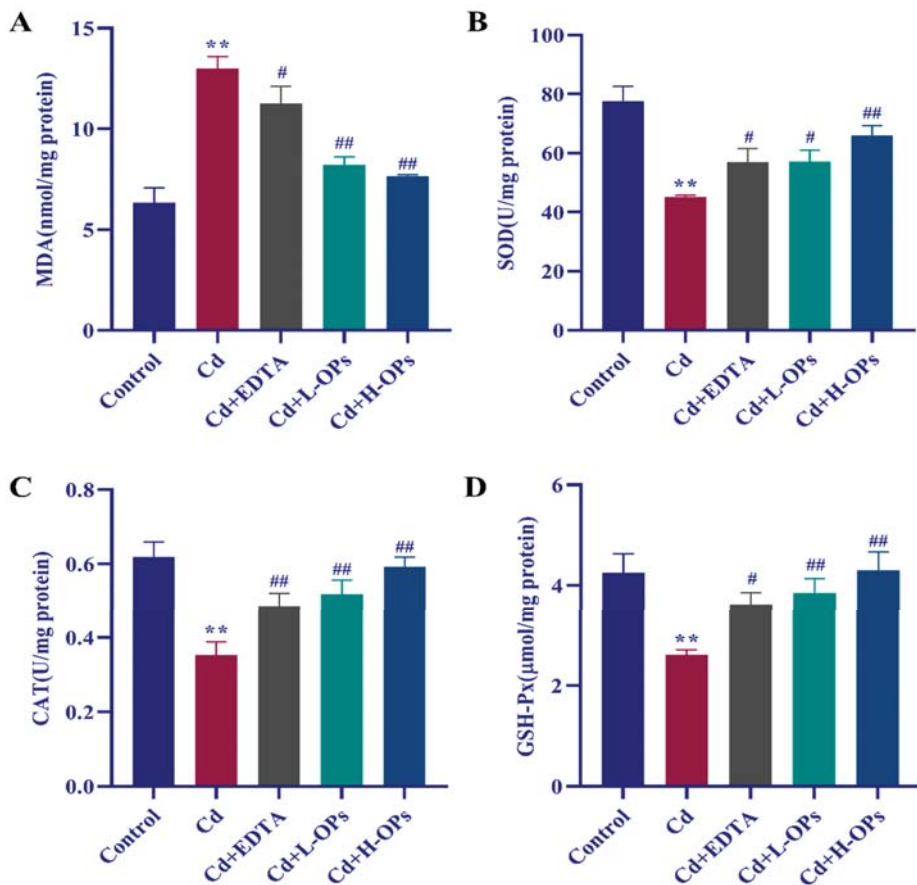 A
MDA(nmol/mg protein)
15
10
5
0
**
#
##
##
Control
Cd
Cd+EDTA
Cd+L-OPs
Cd+H-OPs
B
SOD(U/mg protein)
100
80
60
40
20
0
**
#
#
##
Control
Cd
Cd+EDTA
Cd+L-OPs
Cd+H-OPs
C
CAT(U/mg protein)
0.8
0.6
0.4
0.2
0.0
**
##
##
##
Control
Cd
Cd+EDTA
Cd+L-OPs
Cd+H-OPs
D
GSH-Px(μmol/mg protein)
6
4
2
0
**
#
##
##
Control
Cd
Cd+EDTA
Cd+L-OPs
Cd+H-OPs